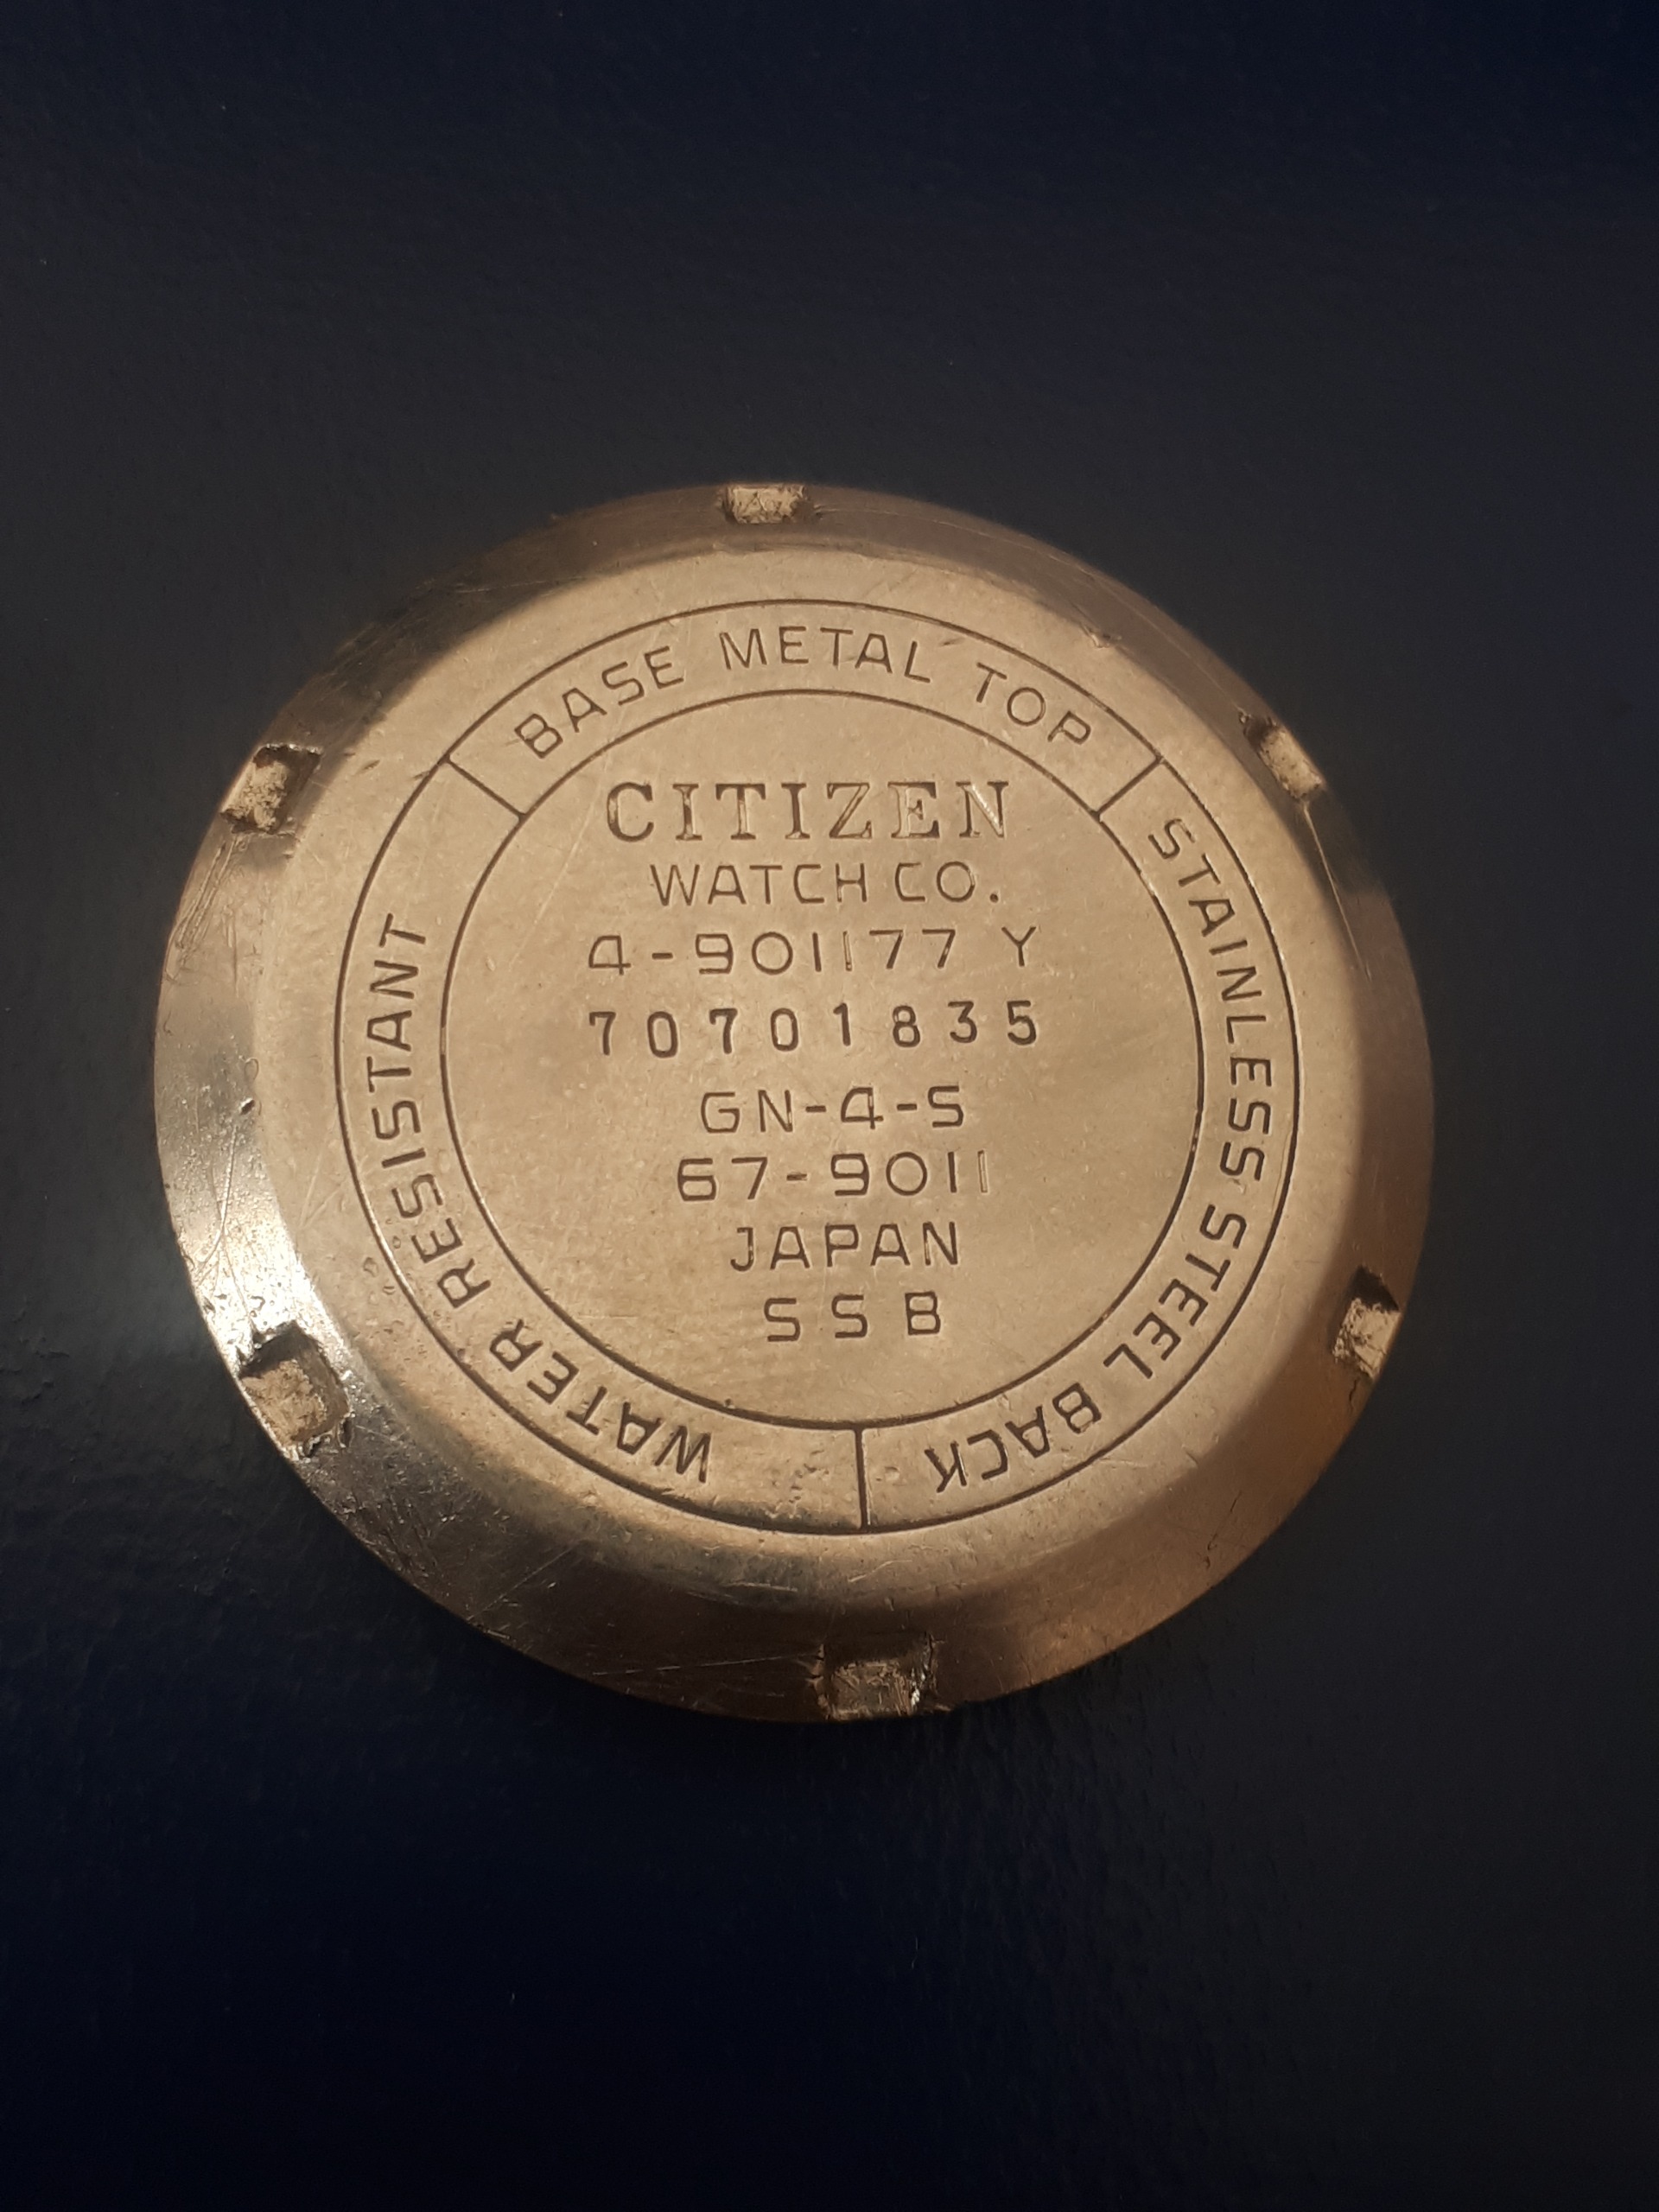 BASE METAL TOP
STAINLESS STEEL BACK
WATER RESISTANT
CITIZEN
WATCH CO.
4-901177 Y
70701835
GN-4-S
67-9011
JAPAN
SSB